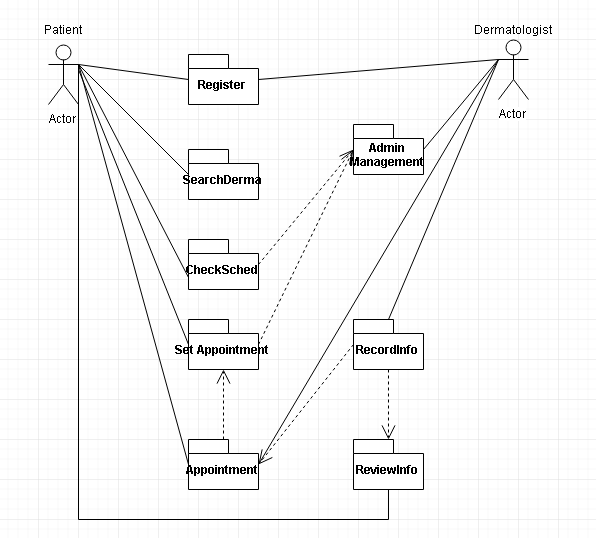 Patient
Dermatologist
Actor
Actor
Register
Admin
Management
SearchDerma
CheckSched
Set Appointment
RecordInfo
Appointment
ReviewInfo